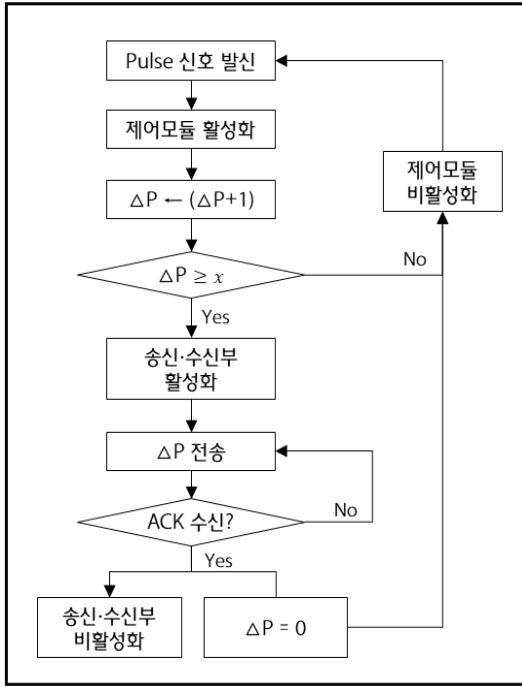 Pulse 신호 발신
제어모듈 활성화
제어모듈
비활성화
△P ← (△P+1)
△P ≥ x
No
Yes
송신·수신부
활성화
△P 전송
ACK 수신?
No
Yes
송신·수신부
비활성화
△P = 0